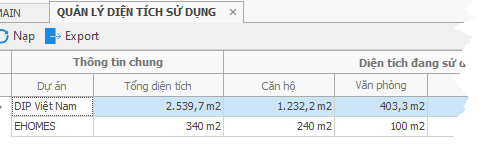 MAIN QUẢN LÝ DIỆN TÍCH SỬ DỤNG
Nạp Export
Thông tin chung Diện tích đang sử
Dự án Tổng diện tích Căn hộ Văn phòng
DIP Việt Nam 2.539,7 m2 1.232,2 m2 403,3 m2
EHOMES 340 m2 240 m2 100 m2